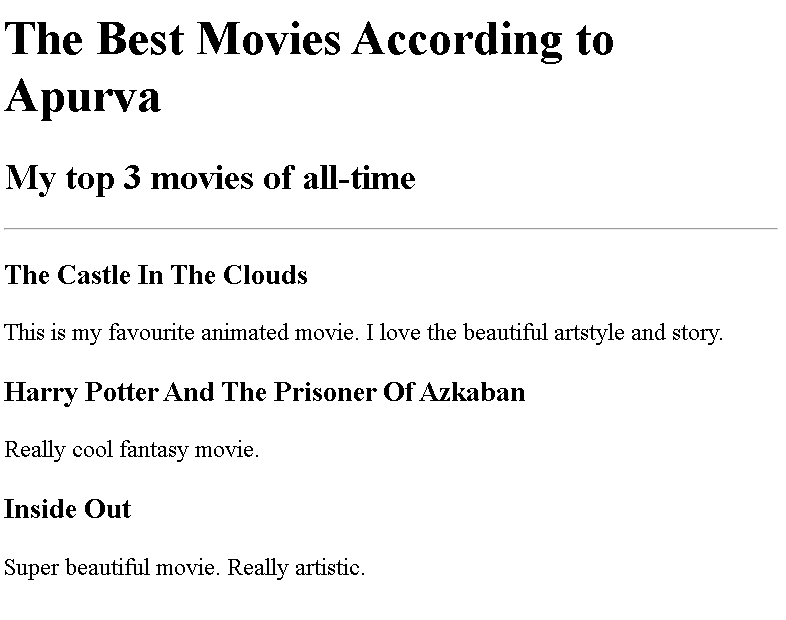 The Best Movies According to
Apurva
My top 3 movies of all-time
The Castle In The Clouds
This is my favourite animated movie. I love the beautiful artstyle and story.
Harry Potter And The Prisoner Of Azkaban
Really cool fantasy movie.
Inside Out
Super beautiful movie. Really artistic.